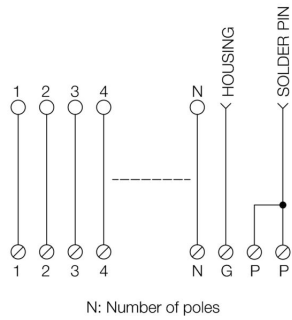 HOUSING
SOLDER PIN
1 2 3 4 N
1 2 3 4 N G P P
N: Number of poles